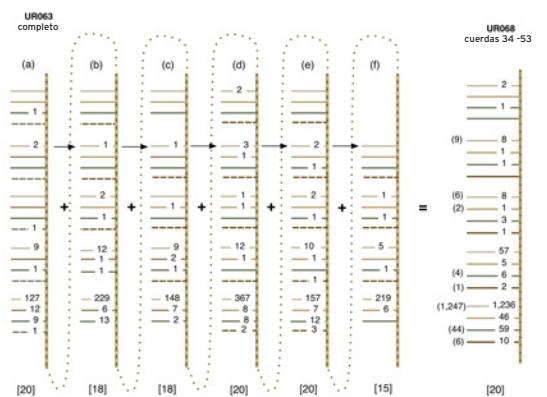 UR063
completo
UR068
cuerdas 34 -53
(a) (b) (c) (d) (e) (f)
2 2
1 1
2 1 1 3 2 (9) 8
1 1
1 1
2 1 2 1 (6) 8
1 1 (2) 1
+ + + + + =
1 1 1 3
1 1
9 12 9 12 10 5 57
1 2 1 1 5
1 1 1 (4) 6
1 (1) 2
127 229 148 367 157 219 (1,247) 1,236
12 6 7 8 7 6 46
9 13 2 8 12 (44) 59
1 2 3 (6) 10
[20] [18] [18] [20] [20] [15] [20]